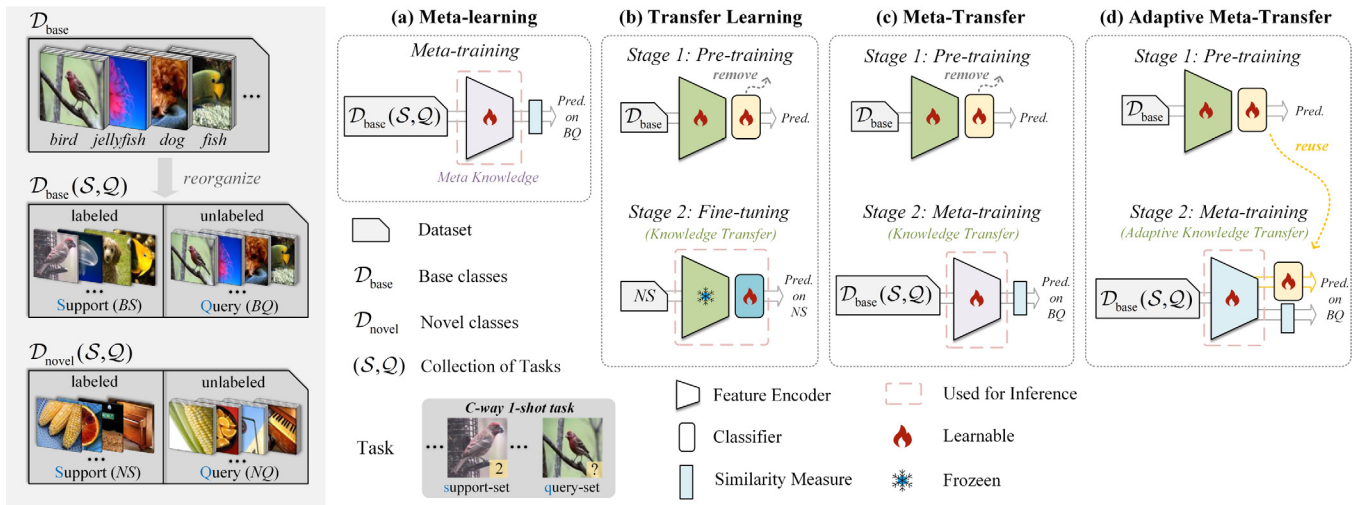 𝒟base
bird jellyfish dog fish ...
reorganize
𝒟base(𝒮,𝒬)
labeled
unlabeled
...
...
Support (BS)
Query (BQ)
𝒟novel(𝒮,𝒬)
labeled
unlabeled
...
...
Support (NS)
Query (NQ)
(a) Meta-learning
Meta-training
𝒟base(𝒮,𝒬)
Pred.
on
BQ
Meta Knowledge
Dataset
𝒟base Base classes
𝒟novel Novel classes
(𝒮,𝒬) Collection of Tasks
Task
C-way 1-shot task
... 2 ... ?
support-set
query-set
(b) Transfer Learning
Stage 1: Pre-training
remove
𝒟base
Pred.
Stage 2: Fine-tuning
(Knowledge Transfer)
NS
Pred.
on
NS
(c) Meta-Transfer
Stage 1: Pre-training
remove
𝒟base
Pred.
Stage 2: Meta-training
(Knowledge Transfer)
𝒟base(𝒮,𝒬)
Pred.
on
BQ
(d) Adaptive Meta-Transfer
Stage 1: Pre-training
𝒟base
Pred.
reuse
Stage 2: Meta-training
(Adaptive Knowledge Transfer)
𝒟base(𝒮,𝒬)
Pred.
on
BQ
Feature Encoder
Used for Inference
Classifier
Learnable
Similarity Measure
Frozeen